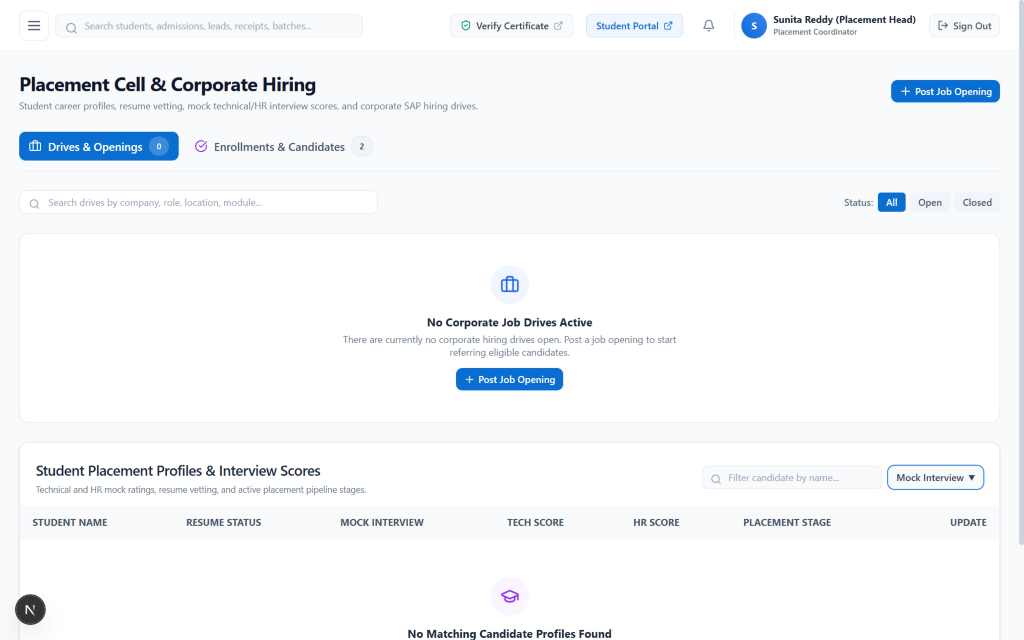 Search students, admissions, leads, receipts, batches...
Verify Certificate
Student Portal
S
Sunita Reddy (Placement Head)
Placement Coordinator
Sign Out
Placement Cell & Corporate Hiring
Student career profiles, resume vetting, mock technical/HR interview scores, and corporate SAP hiring drives.
+ Post Job Opening
Drives & Openings 0
Enrollments & Candidates 2
Search drives by company, role, location, module...
Status: All Open Closed
No Corporate Job Drives Active
There are currently no corporate hiring drives open. Post a job opening to start
referring eligible candidates.
+ Post Job Opening
Student Placement Profiles & Interview Scores
Technical and HR mock ratings, resume vetting, and active placement pipeline stages.
Filter candidate by name...
Mock Interview ▼
STUDENT NAME RESUME STATUS MOCK INTERVIEW TECH SCORE HR SCORE PLACEMENT STAGE UPDATE
N
No Matching Candidate Profiles Found